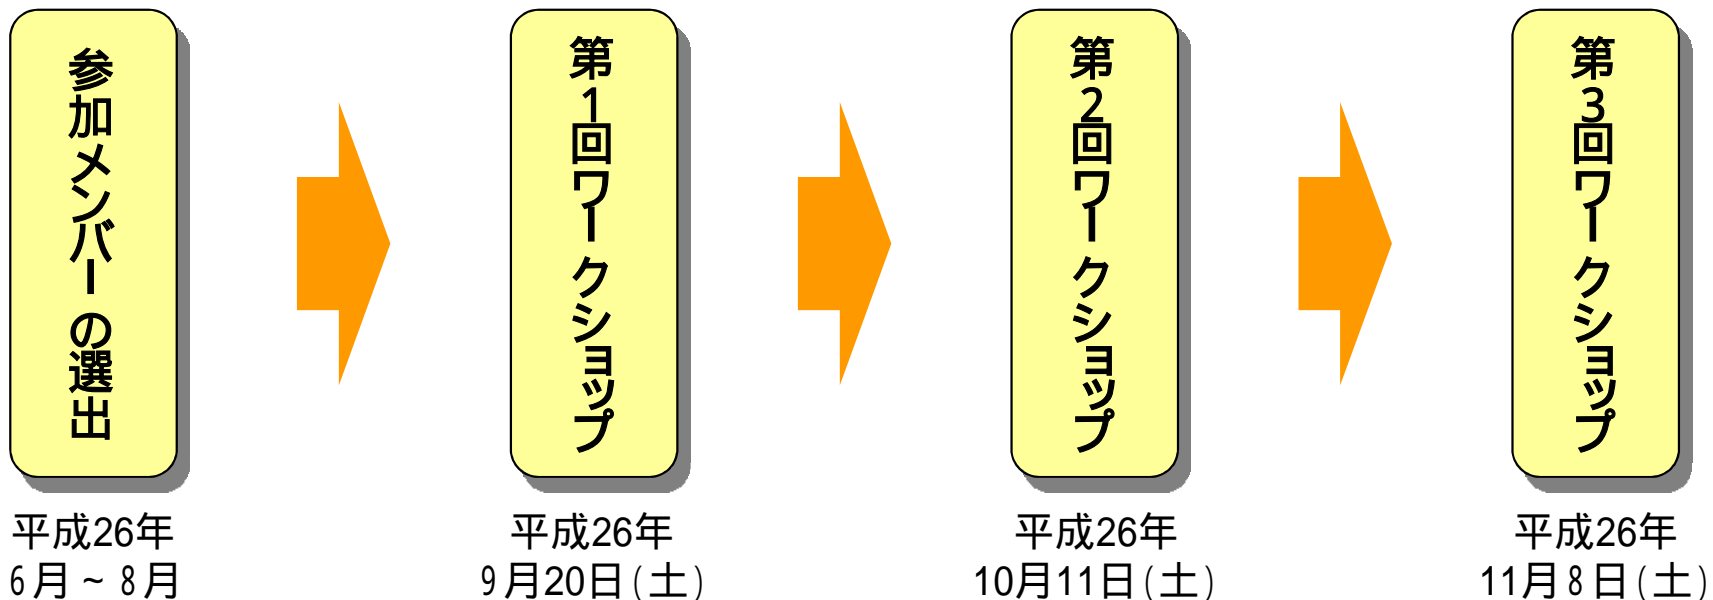 参加メンバーの選出
平成26年
6月~8月
第1回ワークショップ
平成26年
9月20日(土)
第2回ワークショップ
平成26年
10月11日(土)
第3回ワークショップ
平成26年
11月8日(土)